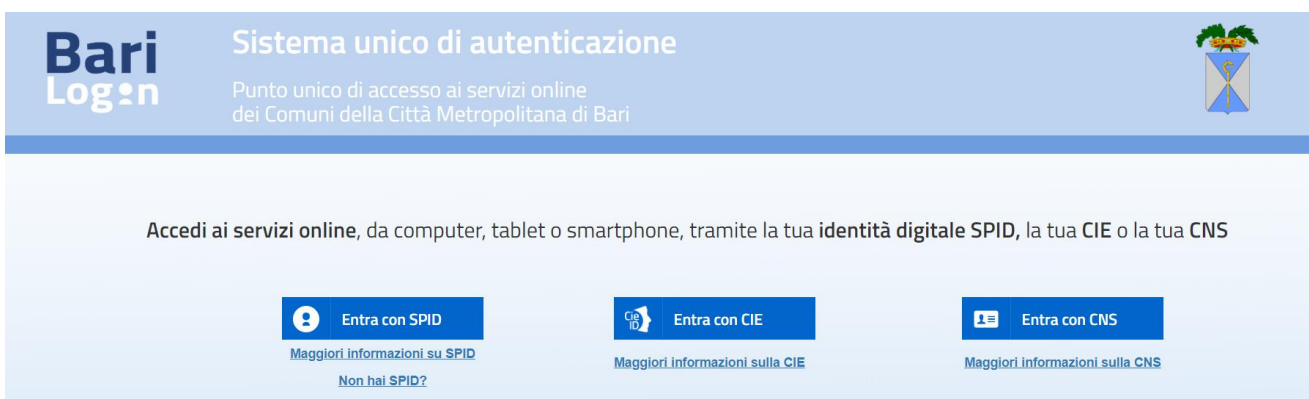 Bari
Login
Sistema unico di autenticazione
Punto unico di accesso ai servizi online
dei Comuni della Città Metropolitana di Bari
Accedi ai servizi online, da computer, tablet o smartphone, tramite la tua identità digitale SPID, la tua CIE o la tua CNS
Entra con SPID
Maggiori informazioni su SPID
Non hai SPID?
Cie ID
Entra con CIE
Maggiori informazioni sulla CIE
Entra con CNS
Maggiori informazioni sulla CNS